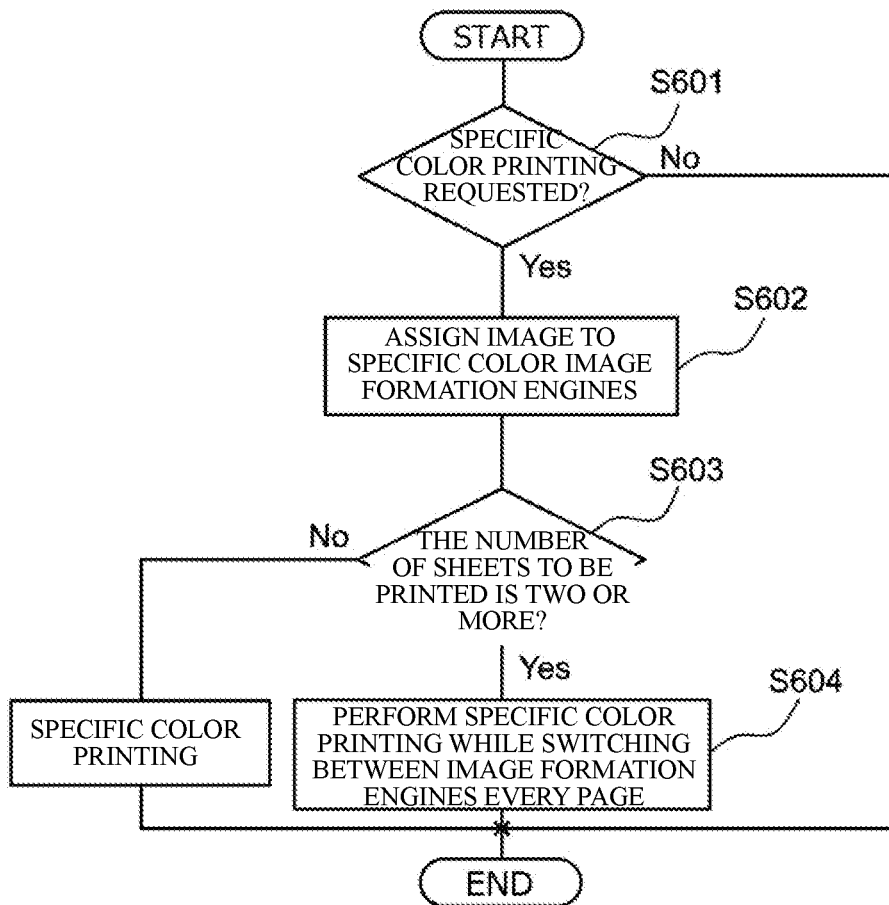 START
S601
SPECIFIC
COLOR PRINTING
REQUESTED?
No
Yes
S602
ASSIGN IMAGE TO
SPECIFIC COLOR IMAGE
FORMATION ENGINES
S603
No
THE NUMBER
OF SHEETS TO BE
PRINTED IS TWO OR
MORE?
Yes
S604
SPECIFIC COLOR
PRINTING
PERFORM SPECIFIC COLOR
PRINTING WHILE SWITCHING
BETWEEN IMAGE FORMATION
ENGINES EVERY PAGE
END